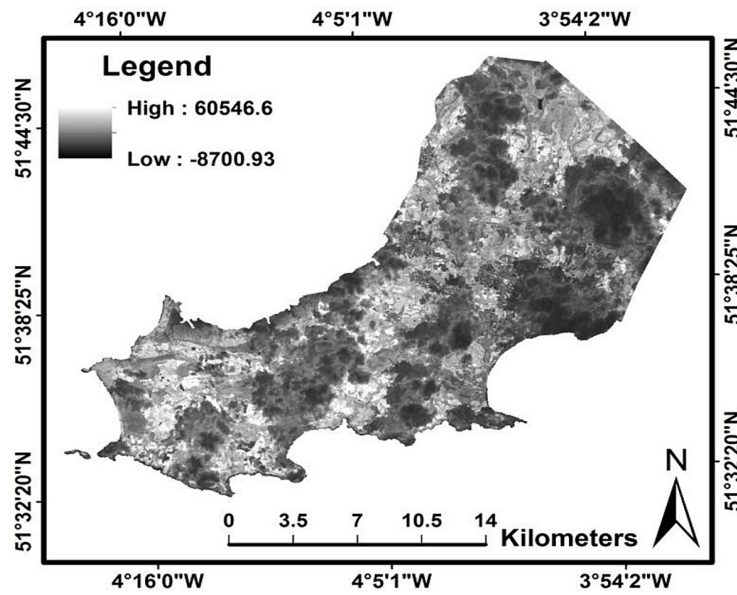 4°16'0"W 4°5'1"W 3°54'2"W
Legend
High : 60546.6
Low : -8700.93
51°44'30"N
51°38'25"N
51°32'20"N
51°44'30"N
51°38'25"N
51°32'20"N
N
0 3.5 7 10.5 14
Kilometers
4°16'0"W 4°5'1"W 3°54'2"W